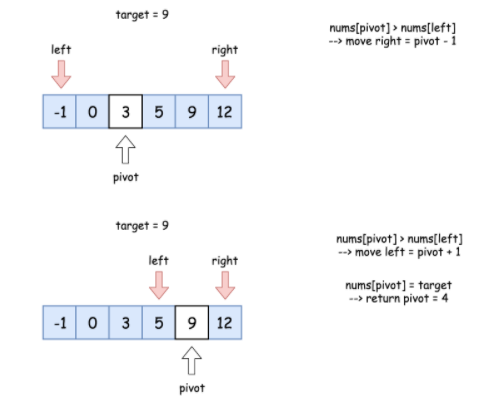 target = 9
nums[pivot] > nums[left]
--> move right = pivot - 1
left right
-1 0 3 5 9 12
pivot
target = 9
nums[pivot] > nums[left]
--> move left = pivot + 1
left right
nums[pivot] = target
--> return pivot = 4
-1 0 3 5 9 12
pivot